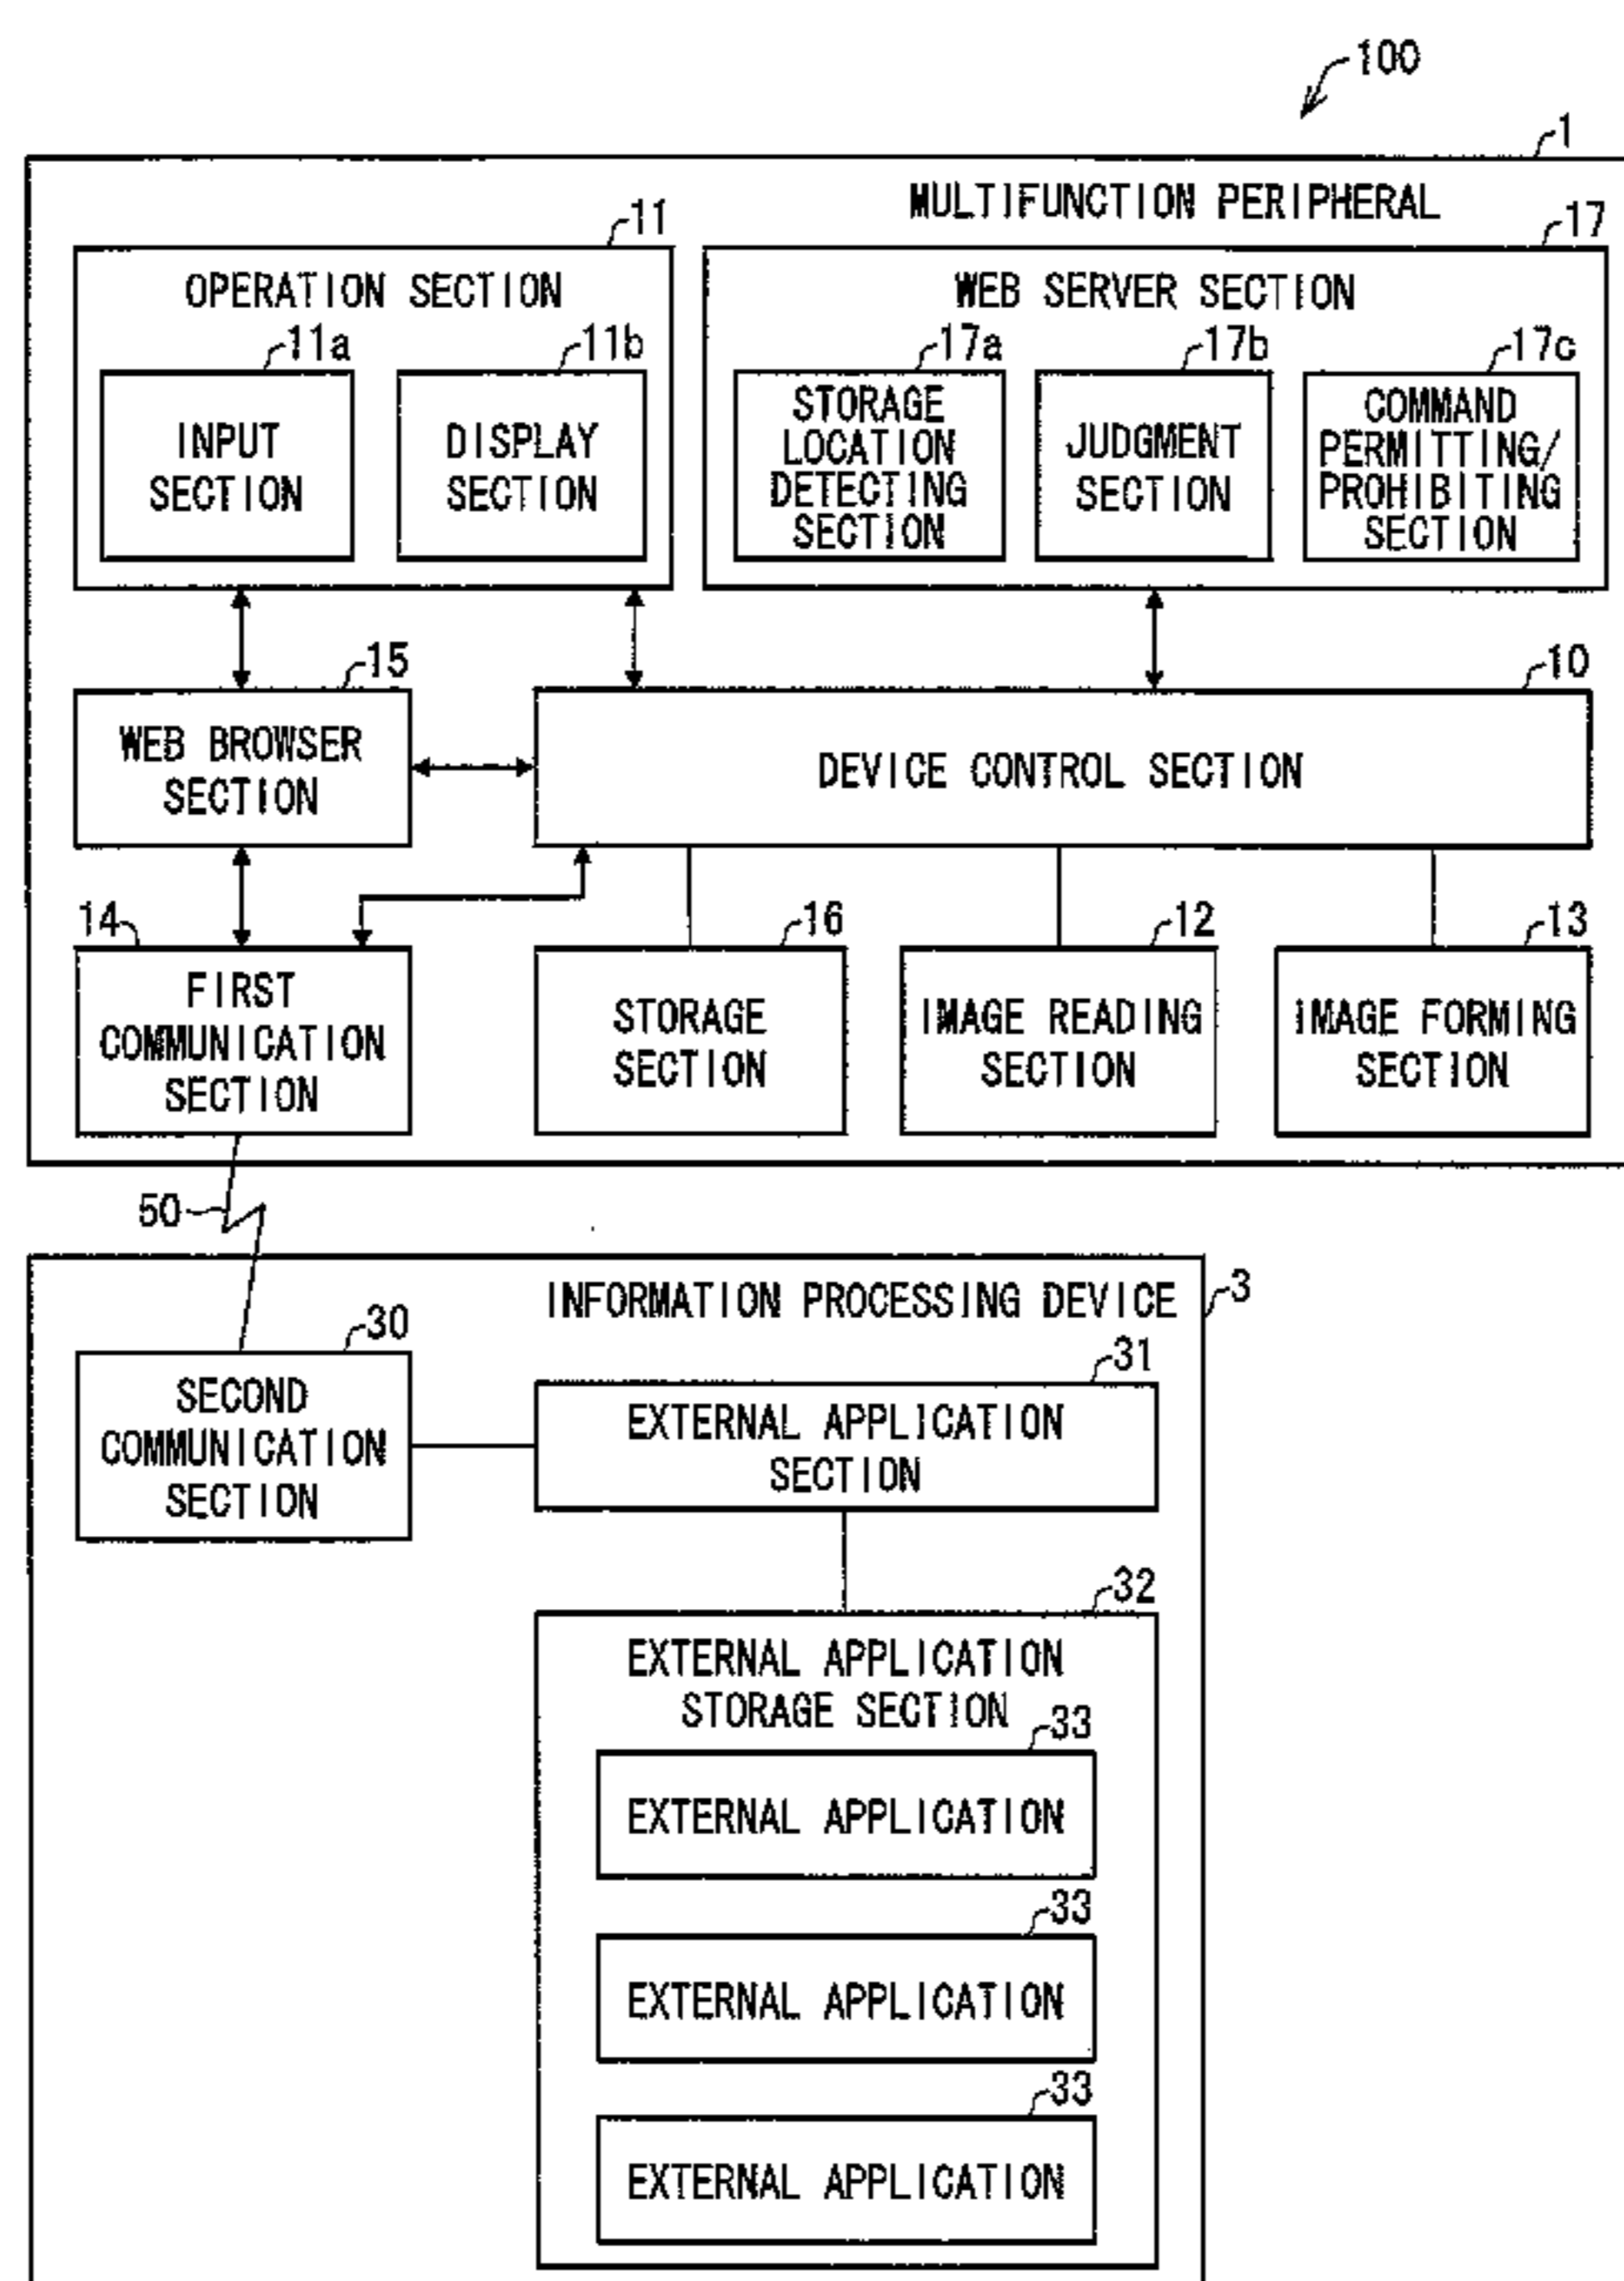 100
1
MULTIFUNCTION PERIPHERAL
11
17
OPERATION SECTION
WEB SERVER SECTION
11a
11b
17a
17b
17c
INPUT
SECTION
DISPLAY
SECTION
STORAGE
LOCATION
DETECTING
SECTION
JUDGMENT
SECTION
COMMAND
PERMITTING/
PROHIBITING
SECTION
15
10
WEB BROWSER
SECTION
DEVICE CONTROL SECTION
14
16
12
13
FIRST
COMMUNICATION
SECTION
STORAGE
SECTION
IMAGE READING
SECTION
IMAGE FORMING
SECTION
50
INFORMATION PROCESSING DEVICE
3
30
31
SECOND
COMMUNICATION
SECTION
EXTERNAL APPLICATION
SECTION
32
EXTERNAL APPLICATION
STORAGE SECTION
33
EXTERNAL APPLICATION
33
EXTERNAL APPLICATION
33
EXTERNAL APPLICATION